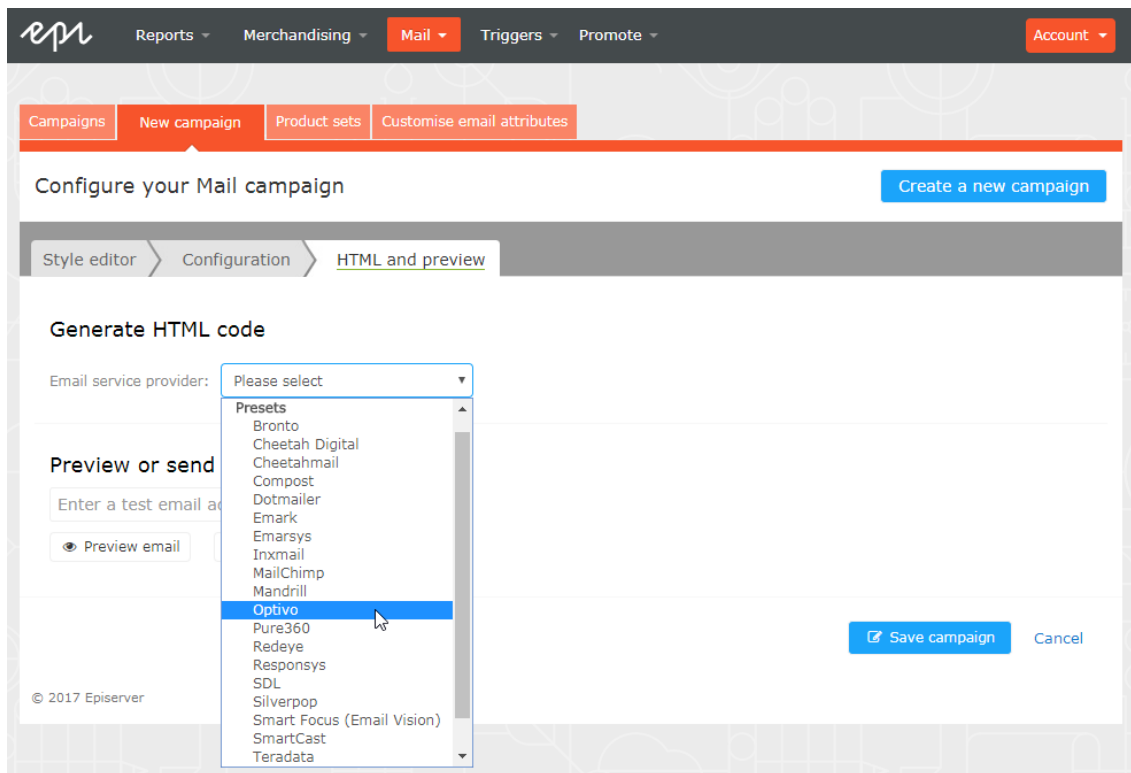 epi Reports Merchandising Mail Triggers Promote Account
Campaigns New campaign Product sets Customise email attributes
Configure your Mail campaign Create a new campaign
Style editor Configuration HTML and preview
Generate HTML code
Email service provider: Please select
Presets
Bronto
Cheetah Digital
Cheetahmail
Compost
Dotmailer
Emark
Emarsys
Inxmail
MailChimp
Mandrill
Optivo
Pure360
Redeye
Responsys
SDL
Silverpop
Smart Focus (Email Vision)
SmartCast
Teradata
Preview or send
Enter a test email
Preview email
Save campaign Cancel
© 2017 Episerver